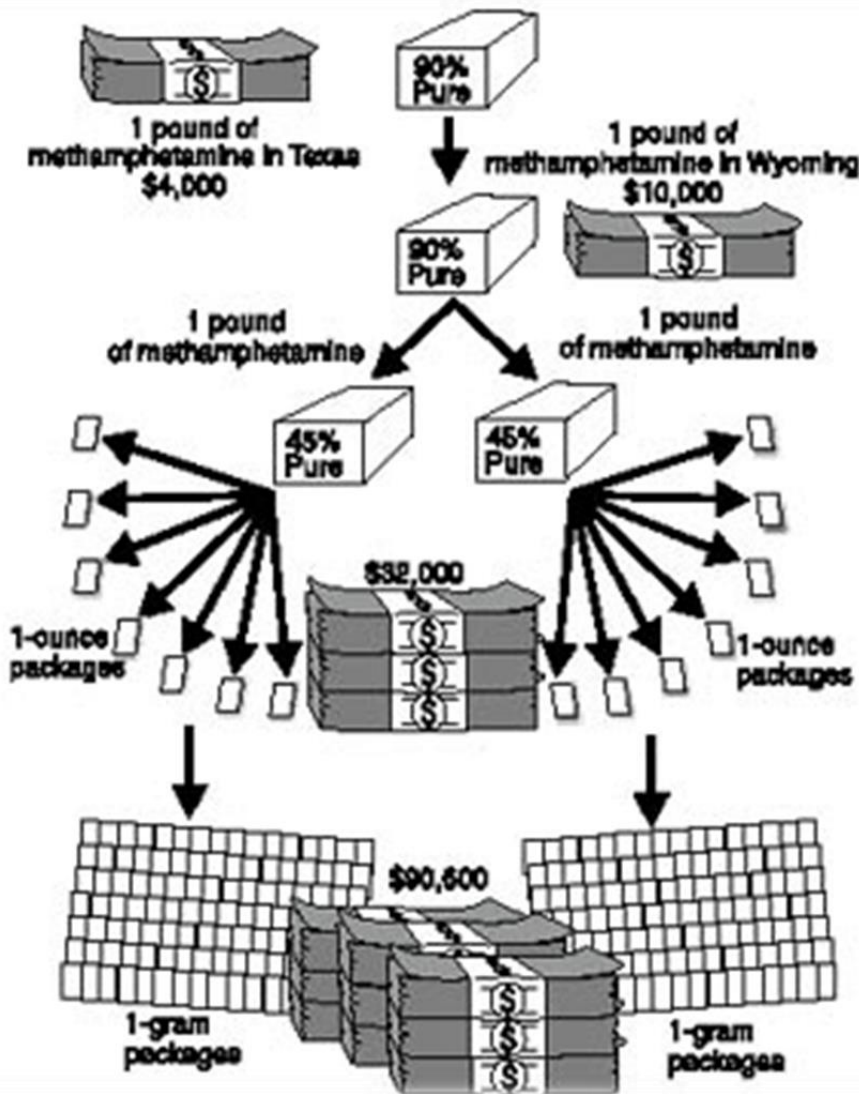 90%
Pure
1 pound of
methamphetamine in Texas
$4,000
1 pound of
methamphetamine in Wyoming
$10,000
90%
Pure
1 pound
of methamphetamine
1 pound
of methamphetamine
45%
Pure
45%
Pure
$32,000
1-ounce
packages
1-ounce
packages
$90,600
1-gram
packages
1-gram
packages